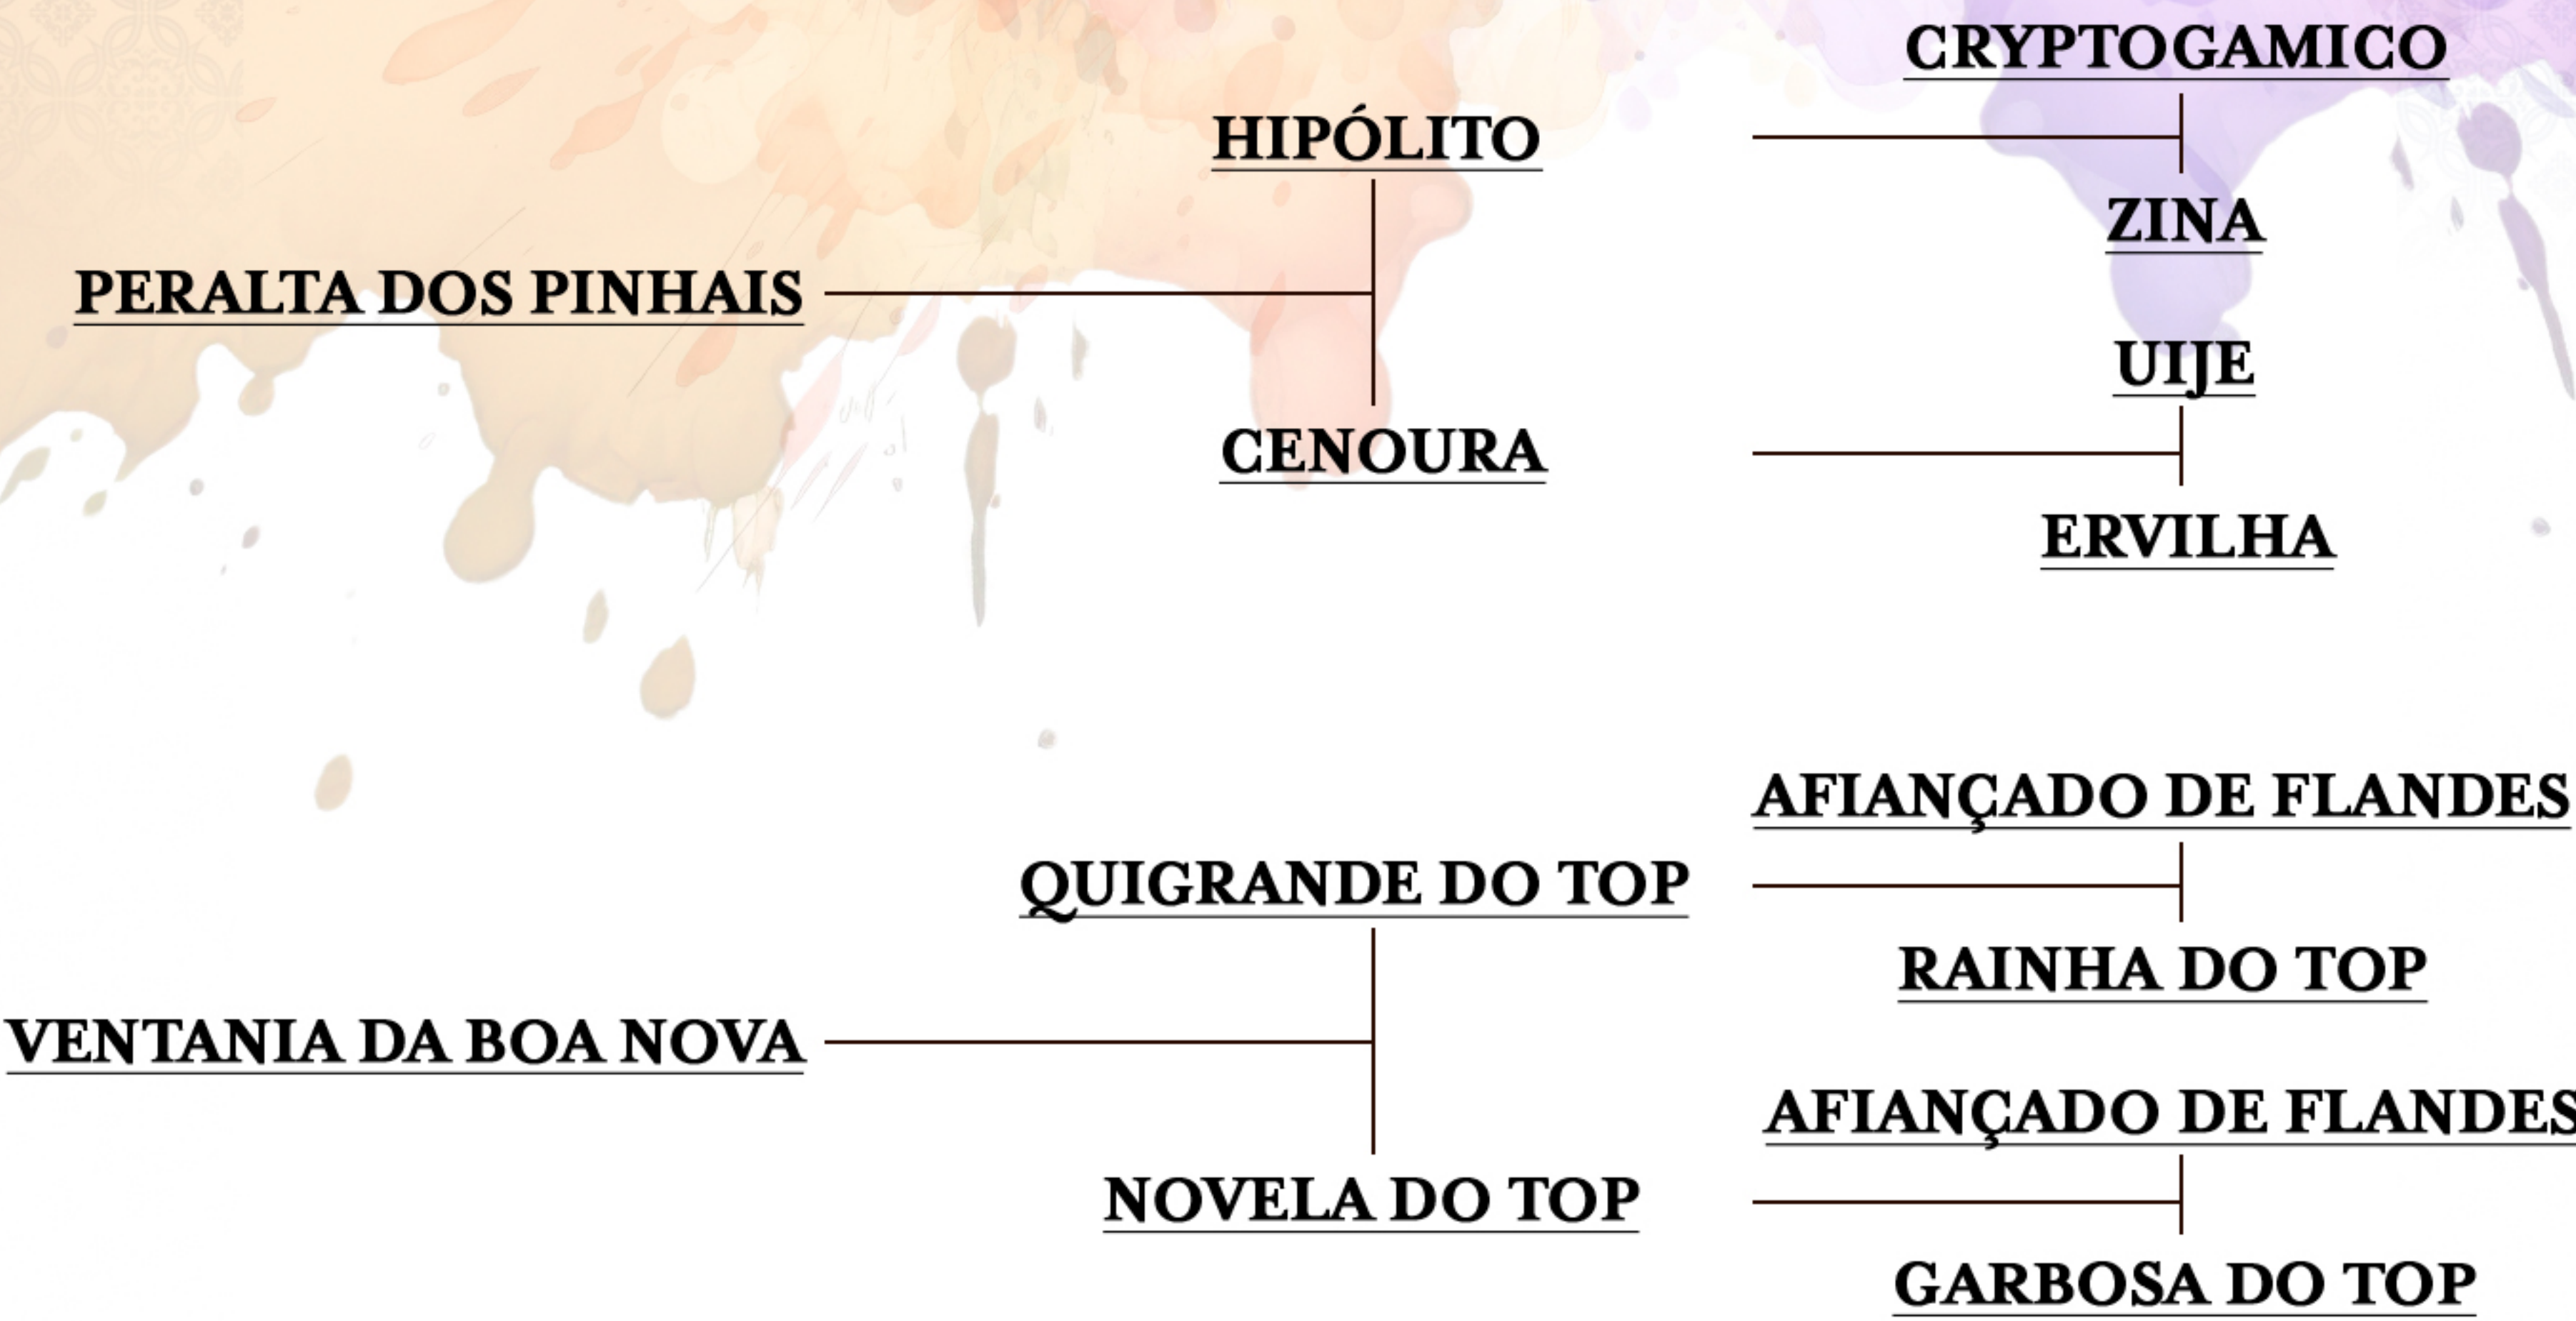 CRYPTOGAMICO
HIPÓLITO
ZINA
PERALTA DOS PINHAIS
UIJE
CENOURA
ERVILHA
AFIANÇADO DE FLANDES
QUIGRANDE DO TOP
RAINHA DO TOP
VENTANIA DA BOA NOVA
AFIANÇADO DE FLANDES
NOVELA DO TOP
GARBOSA DO TOP